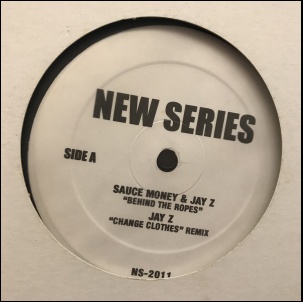 NEW SERIES
SIDE A
SAUCE MONEY & JAY Z
"BEHIND THE ROPES"
JAY Z
"CHANGE CLOTHES" REMIX
NS-2011